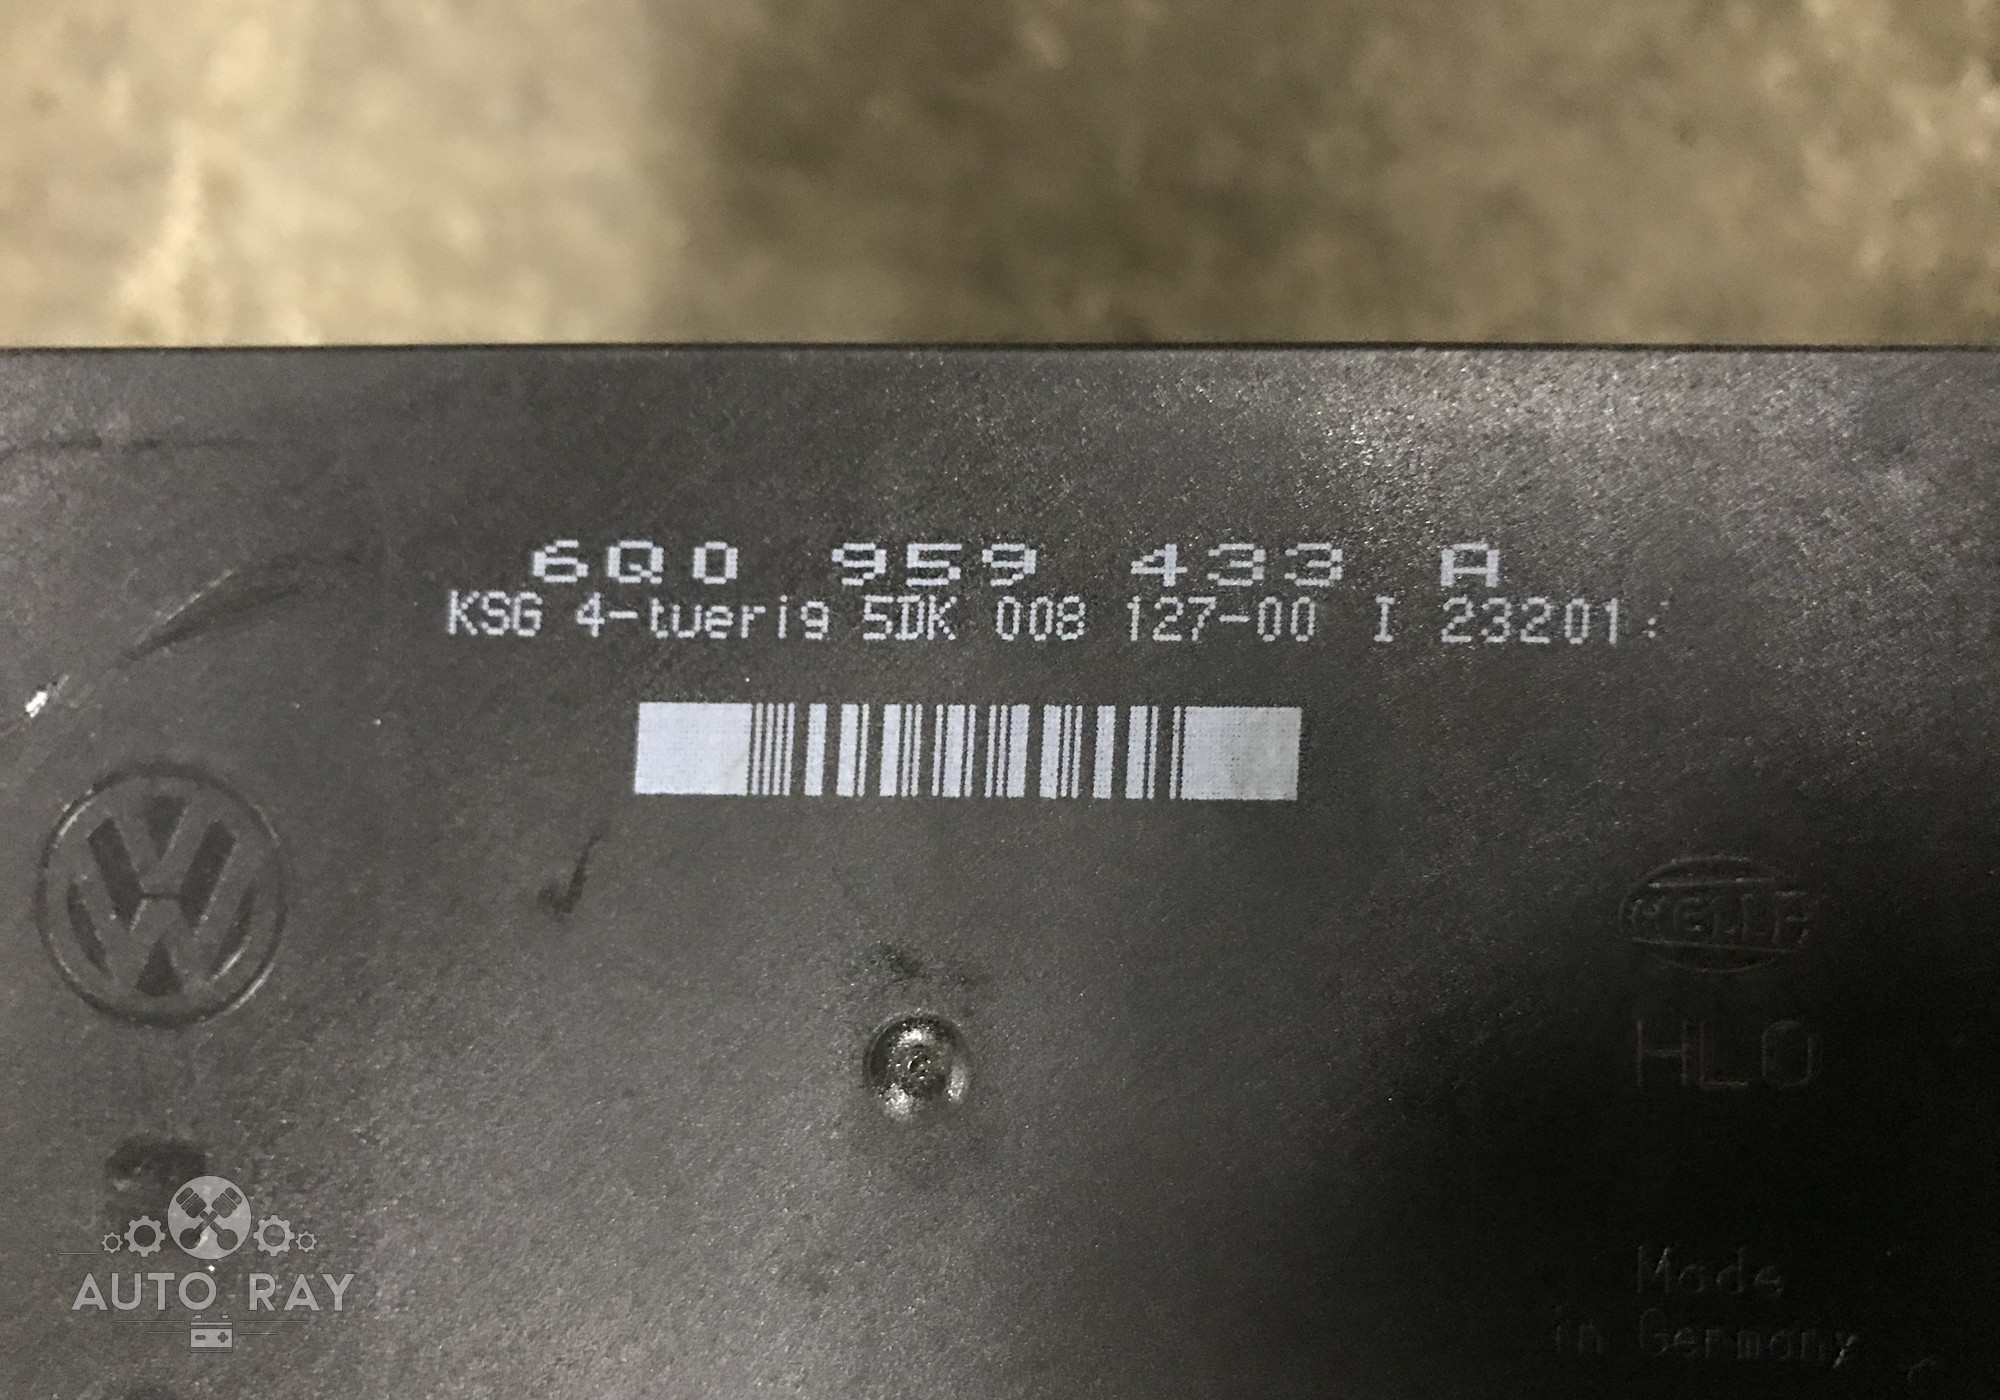 6Q0 959 433 A
KSG 4-tuerig 5DK 008 127-00 I 23201
HELLA
HLO
Made
in Germany
AUTO RAY